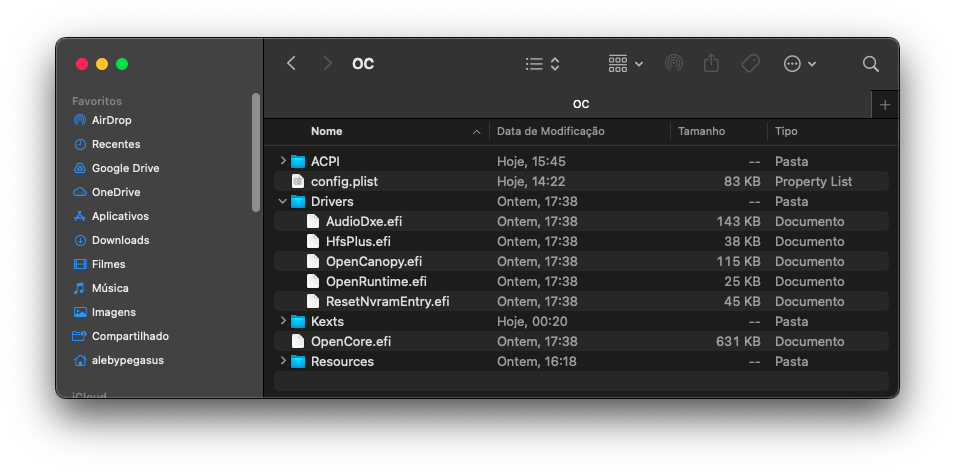 OC
OC
Favoritos
AirDrop
Recentes
Google Drive
OneDrive
Aplicativos
Downloads
Filmes
Música
Imagens
Compartilhado
alebypegasus
iCloud
Nome Data de Modificação Tamanho Tipo
ACPI Hoje, 15:45 -- Pasta
config.plist Hoje, 14:22 83 KB Property List
Drivers Ontem, 17:38 -- Pasta
AudioDxe.efi Ontem, 17:38 143 KB Documento
HfsPlus.efi Ontem, 17:38 38 KB Documento
OpenCanopy.efi Ontem, 17:38 115 KB Documento
OpenRuntime.efi Ontem, 17:38 25 KB Documento
ResetNvramEntry.efi Ontem, 17:38 45 KB Documento
Kexts Hoje, 00:20 -- Pasta
OpenCore.efi Ontem, 17:38 631 KB Documento
Resources Ontem, 16:18 -- Pasta